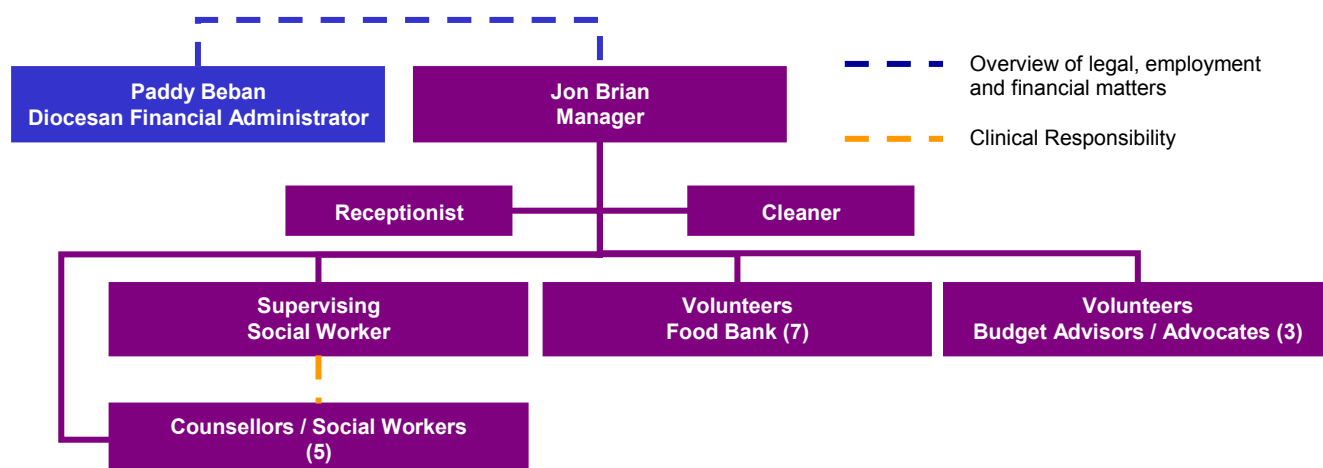 Paddy Beban
Diocesan Financial Administrator
Jon Brian
Manager
Overview of legal, employment
and financial matters
Clinical Responsibility
Receptionist
Cleaner
Supervising
Social Worker
Volunteers
Food Bank (7)
Volunteers
Budget Advisors / Advocates (3)
Counsellors / Social Workers
(5)